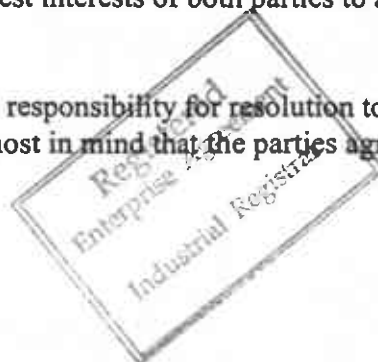 est interests of both parties to a
responsibility for resolution to
nost in mind that the parties agr
Registered
Enterprise Agreement
Industrial Registrar